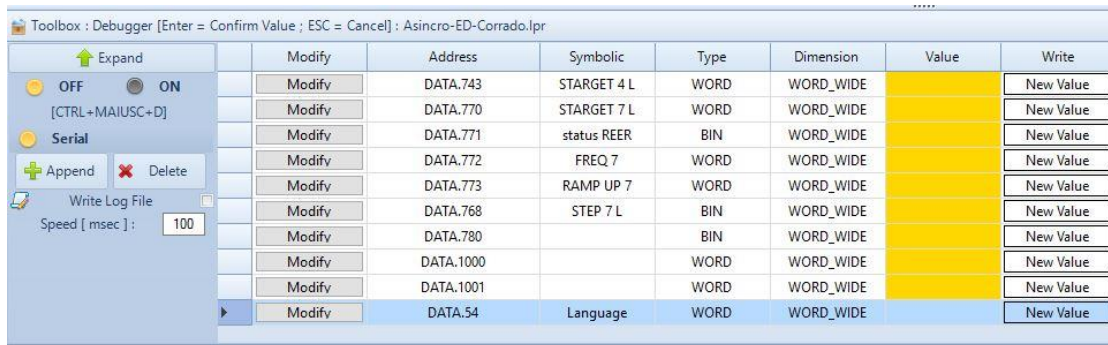 Toolbox : Debugger [Enter = Confirm Value ; ESC = Cancel] : Asincro-ED-Corrado.lpr
Expand
OFF ON
[CTRL+MAIUSC+D]
Serial
Append Delete
Write Log File
Speed [ msec ] : 100
Modify Address Symbolic Type Dimension Value Write
Modify DATA.743 STARGET 4 L WORD WORD_WIDE New Value
Modify DATA.770 STARGET 7 L WORD WORD_WIDE New Value
Modify DATA.771 status REER BIN WORD_WIDE New Value
Modify DATA.772 FREQ 7 WORD WORD_WIDE New Value
Modify DATA.773 RAMP UP 7 WORD WORD_WIDE New Value
Modify DATA.768 STEP 7 L BIN WORD_WIDE New Value
Modify DATA.780 BIN WORD_WIDE New Value
Modify DATA.1000 WORD WORD_WIDE New Value
Modify DATA.1001 WORD WORD_WIDE New Value
Modify DATA.54 Language WORD WORD_WIDE New Value